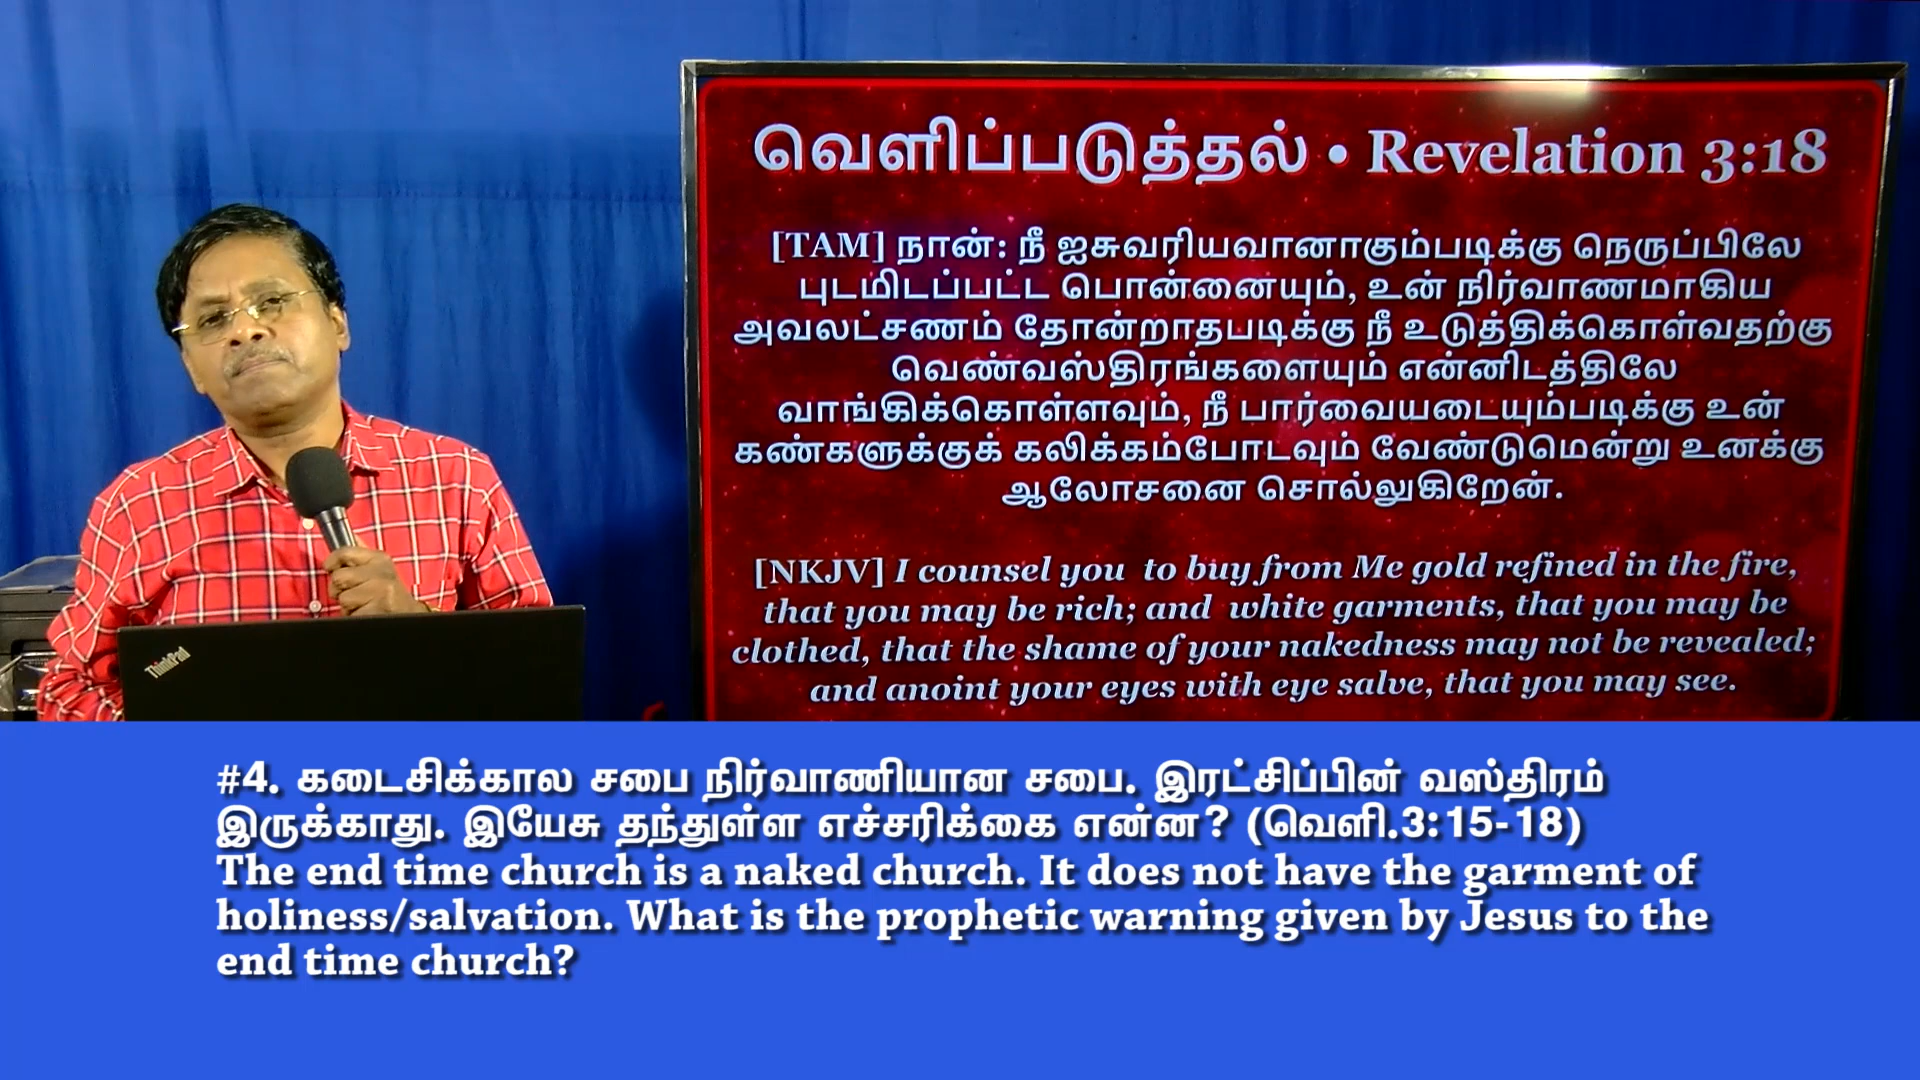 வெளிப்படுத்தல் • Revelation 3:18
[TAM] நான்: நீ ஐசுவரியவானாகும்படிக்கு நெருப்பிலே
புடமிடப்பட்ட பொன்னையும், உன் நிர்வாணமாகிய
அவலட்சணம் தோன்றாதபடிக்கு நீ உடுத்திக்கொள்வதற்கு
வெண்வஸ்திரங்களையும் என்னிடத்திலே
வாங்கிக்கொள்ளவும், நீ பார்வையடையும்படிக்கு உன்
கண்களுக்குக் கலிக்கம்போடவும் வேண்டுமென்று உனக்கு
ஆலோசனை சொல்லுகிறேன்.
[NKJV] I counsel you to buy from Me gold refined in the fire,
that you may be rich; and white garments, that you may be
clothed, that the shame of your nakedness may not be revealed;
and anoint your eyes with eye salve, that you may see.
ThinkPad
#4. கடைசிக்கால சபை நிர்வாணியான சபை. இரட்சிப்பின் வஸ்திரம்
இருக்காது. இயேசு தந்துள்ள எச்சரிக்கை என்ன? (வெளி.3:15-18)
The end time church is a naked church. It does not have the garment of
holiness/salvation. What is the prophetic warning given by Jesus to the
end time church?